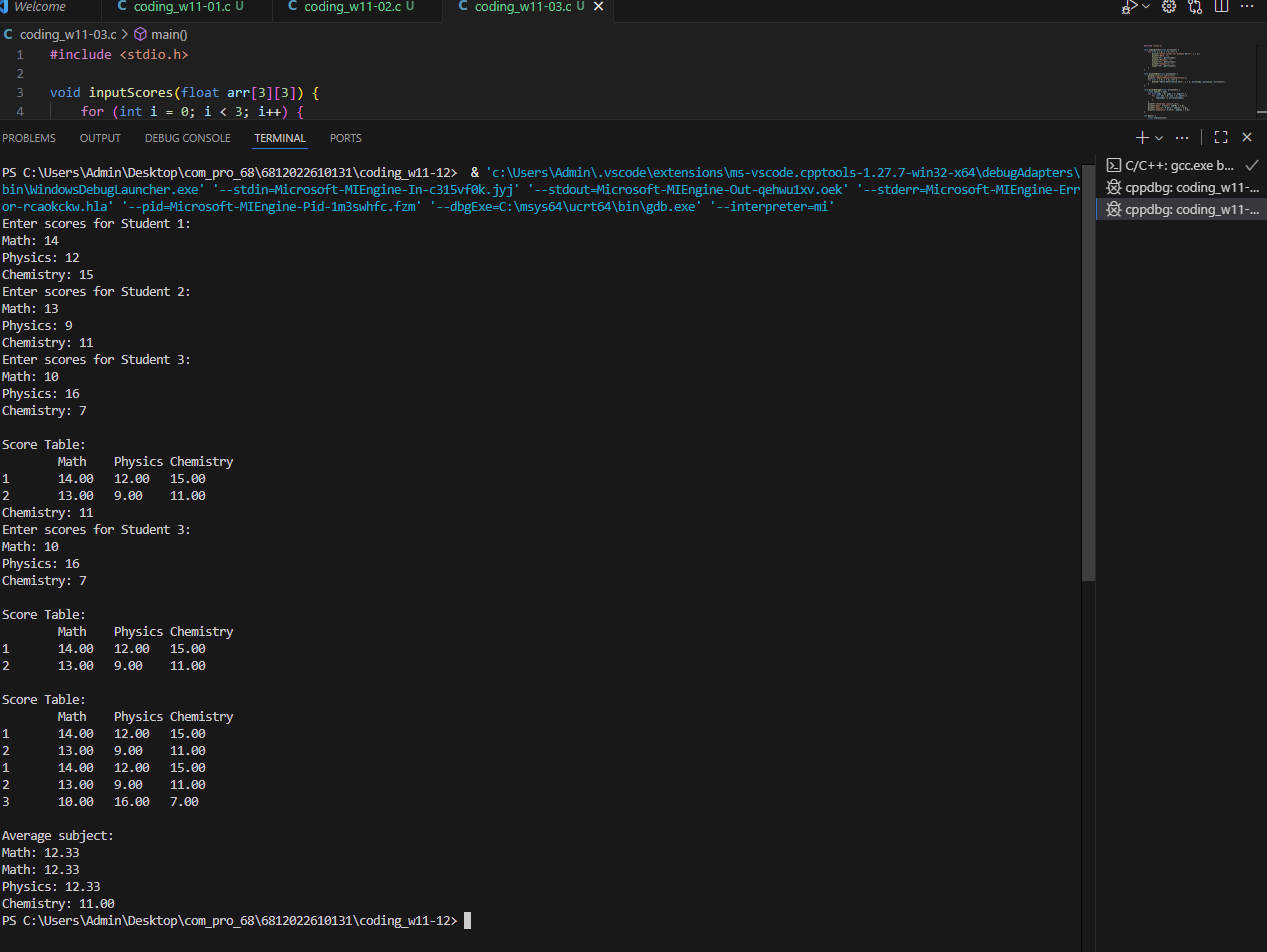 Welcome
C coding_w11-01.c U
C coding_w11-02.c U
C coding_w11-03.c U
C coding_w11-03.c > main()
1 #include <stdio.h>
2
3 void inputScores(float arr[3][3]) {
4 for (int i = 0; i < 3; i++) {
PROBLEMS OUTPUT DEBUG CONSOLE TERMINAL PORTS
PS C:\Users\Admin\Desktop\com_pro_68\6812022610131\coding_w11-12> & 'c:\Users\Admin\.vscode\extensions\ms-vscode.cpptools-1.27.7-win32-x64\debugAdapters\
bin\WindowsDebugLauncher.exe' '--stdin=Microsoft-MIEngine-In-c315vf0k.jyj' '--stdout=Microsoft-MIEngine-Out-qehwu1xv.oek' '--stderr=Microsoft-MIEngine-Err
or-rcaokckw.hla' '--pid=Microsoft-MIEngine-Pid-1m3swhfc.fzm' '--dbgExe=C:\msys64\ucrt64\bin\gdb.exe' '--interpreter=mi'
Enter scores for Student 1:
Math: 14
Physics: 12
Chemistry: 15
Enter scores for Student 2:
Math: 13
Physics: 9
Chemistry: 11
Enter scores for Student 3:
Math: 10
Physics: 16
Chemistry: 7
Score Table:
Math Physics Chemistry
1 14.00 12.00 15.00
2 13.00 9.00 11.00
Chemistry: 11
Enter scores for Student 3:
Math: 10
Physics: 16
Chemistry: 7
Score Table:
Math Physics Chemistry
1 14.00 12.00 15.00
2 13.00 9.00 11.00
Score Table:
Math Physics Chemistry
1 14.00 12.00 15.00
2 13.00 9.00 11.00
1 14.00 12.00 15.00
2 13.00 9.00 11.00
3 10.00 16.00 7.00
Average subject:
Math: 12.33
Math: 12.33
Physics: 12.33
Chemistry: 11.00
PS C:\Users\Admin\Desktop\com_pro_68\6812022610131\coding_w11-12>
C/C++: gcc.exe b...
cppdbg: coding_w11-...
cppdbg: coding_w11-...